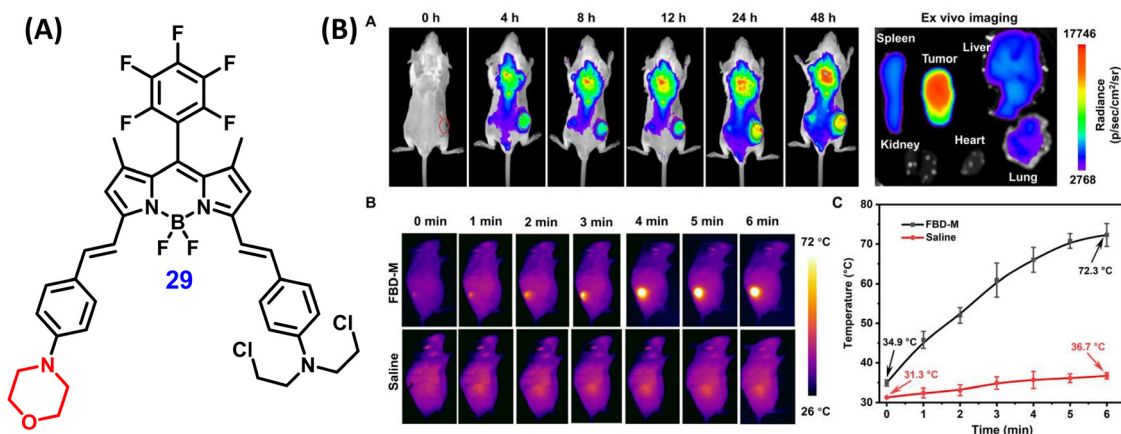 (A)
F
F F
F F
N N
B
F F
29
N
O
Cl
Cl
N
(B)
A
0 h 4 h 8 h 12 h 24 h 48 h
Ex vivo imaging
Spleen
Liver
Tumor
Kidney
Heart
Lung
17746
Radiance
(p/sec/cm²/sr)
2768
B
0 min 1 min 2 min 3 min 4 min 5 min 6 min
FBD-M
Saline
72 °C
26 °C
C
FBD-M
Saline
72.3 °C
34.9 °C
36.7 °C
31.3 °C
Temperature (°C)
80
70
60
50
40
30
0 1 2 3 4 5 6
Time (min)